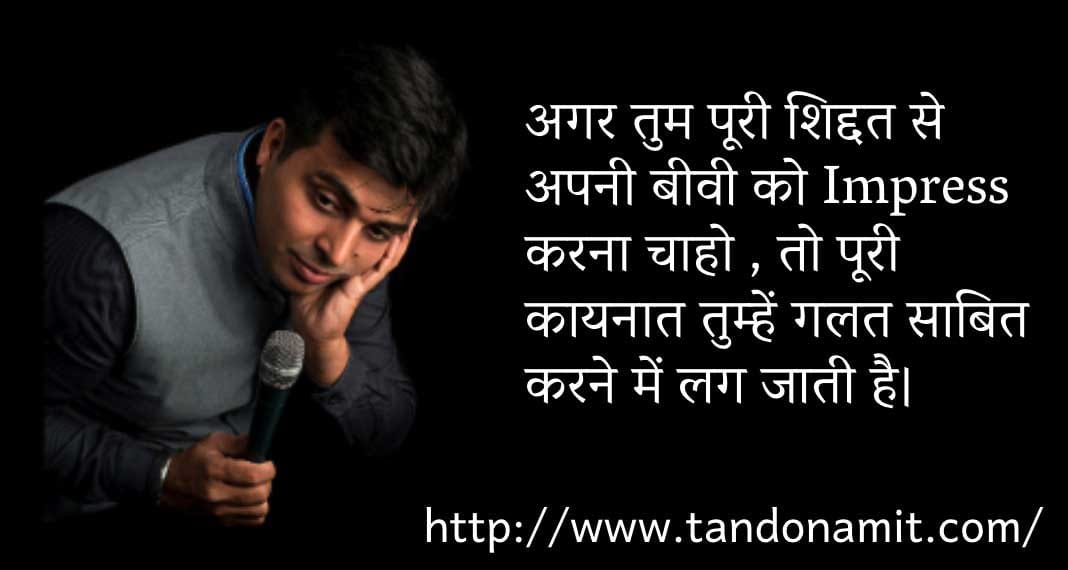 अगर तुम पूरी शिद्दत से
अपनी बीवी को Impress
करना चाहो , तो पूरी
कायनात तुम्हें गलत साबित
करने में लग जाती है।
http://www.tandonamit.com/